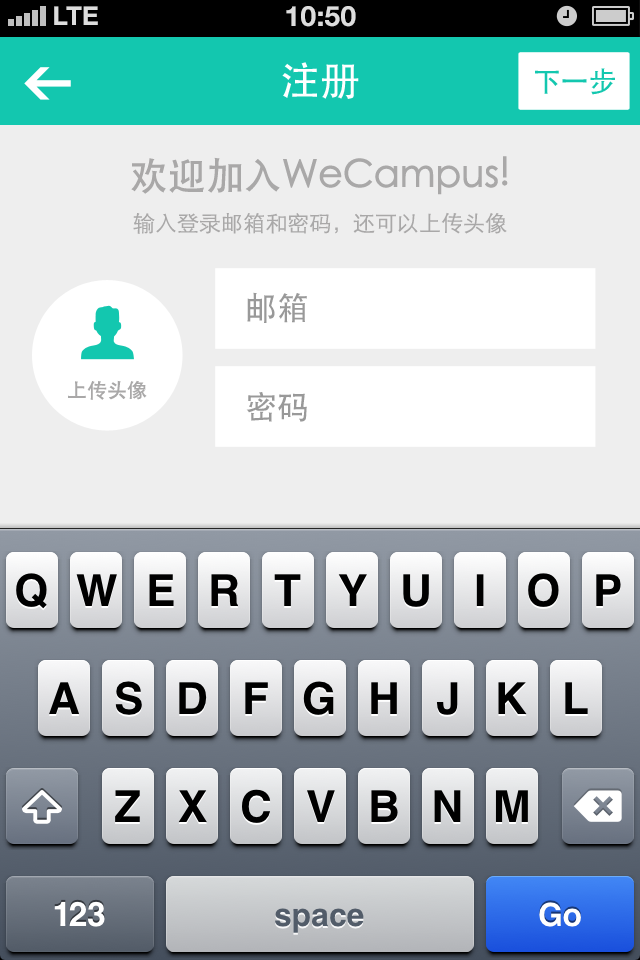 LTE 10:50
注册 下一步
欢迎加入WeCampus!
输入登录邮箱和密码，还可以上传头像
邮箱
上传头像
密码
Q W E R T Y U I O P
A S D F G H J K L
Z X C V B N M
123 space Go